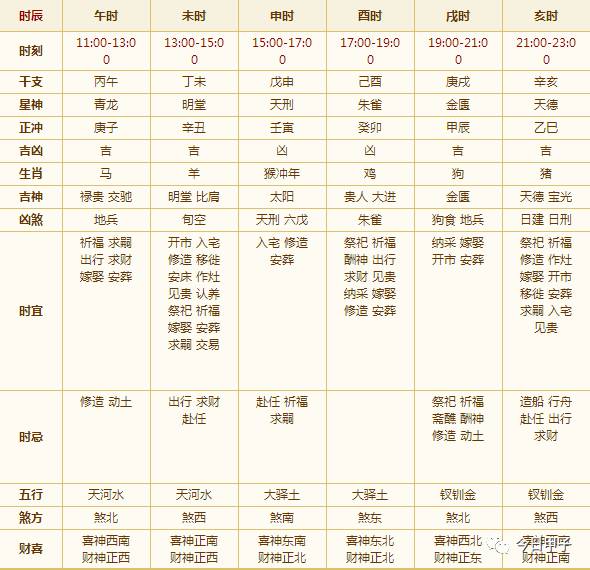 时辰 午时 未时 申时 酉时 戌时 亥时
时刻 11:00-13:00 13:00-15:00 15:00-17:00 17:00-19:00 19:00-21:00 21:00-23:00
干支 丙午 丁未 戊申 己酉 庚戌 辛亥
星神 青龙 明堂 天刑 朱雀 金匮 天德
正冲 庚子 辛丑 壬寅 癸卯 甲辰 乙巳
吉凶 吉 吉 凶 凶 吉 吉
生肖 马 羊 猴冲年 鸡 狗 猪
吉神 禄贵 交驰 明堂 比肩 太阳 贵人 大进 金匮 天德 宝光
凶煞 地兵 旬空 天刑 六戊 朱雀 狗食 地兵 日建 日刑
时宜
祈福 求嗣
出行 求财
嫁娶 安葬
开市 入宅
修造 移徙
安床 作灶
见贵 认养
祭祀 祈福
嫁娶 安葬
求嗣 交易
入宅 修造
安葬
祭祀 祈福
酬神 出行
求财 见贵
纳采 嫁娶
修造 安葬
纳采 嫁娶
开市 安葬
祭祀 祈福
修造 作灶
嫁娶 开市
移徙 安葬
求嗣 入宅
见贵
时忌
修造 动土
出行 求财
赴任
赴任 祈福
求嗣
祭祀 祈福
斋醮 酬神
修造 动土
造船 行舟
赴任 出行
求财
五行 天河水 天河水 大驿土 大驿土 钗钏金 钗钏金
煞方 煞北 煞西 煞南 煞东 煞北 煞西
财喜
喜神西南
财神正西
喜神正南
财神正西
喜神东南
财神正北
喜神东北
财神正北
喜神西北
财神正东
财神正南
今日甲子